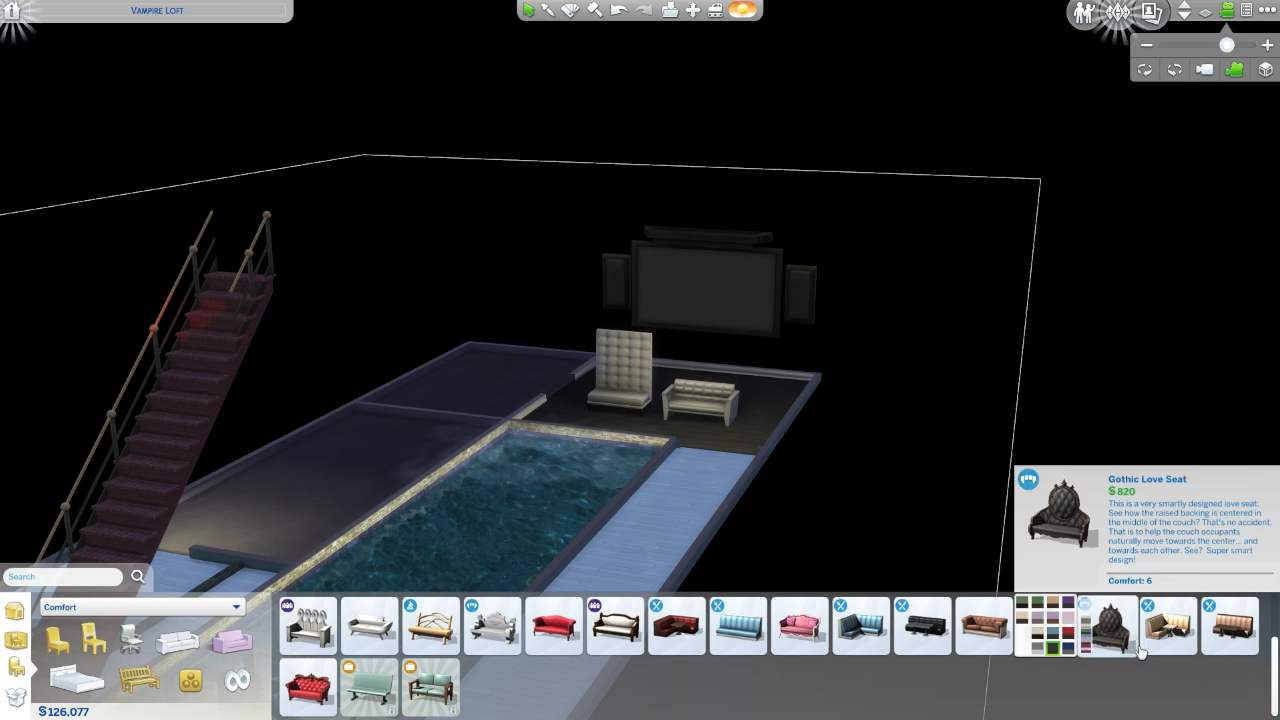 VAMPIRE LOFT
Gothic Love Seat
§820
This is a very smartly designed love seat.
See how the raised backing is centered in
the middle of the couch? That's no accident.
That is to help the couch occupants
naturally move towards the center... and
towards each other. See? Super smart
design!
Comfort: 6
Search
Comfort
§126,077